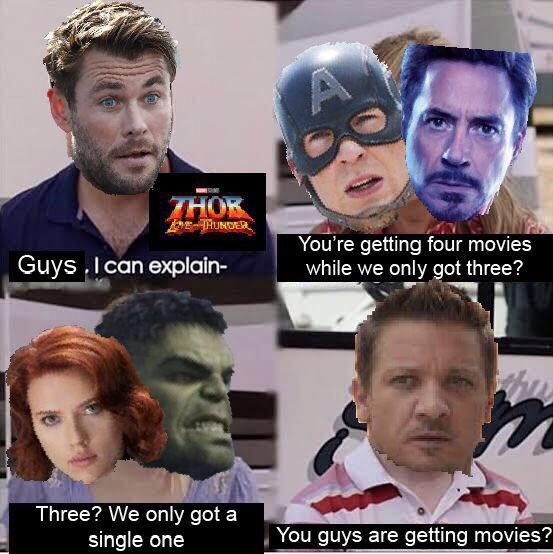 MARVEL STUDIOS
THOR
LOVE AND THUNDER
Guys , I can explain-
A
You're getting four movies
while we only got three?
Three? We only got a
single one
You guys are getting movies?